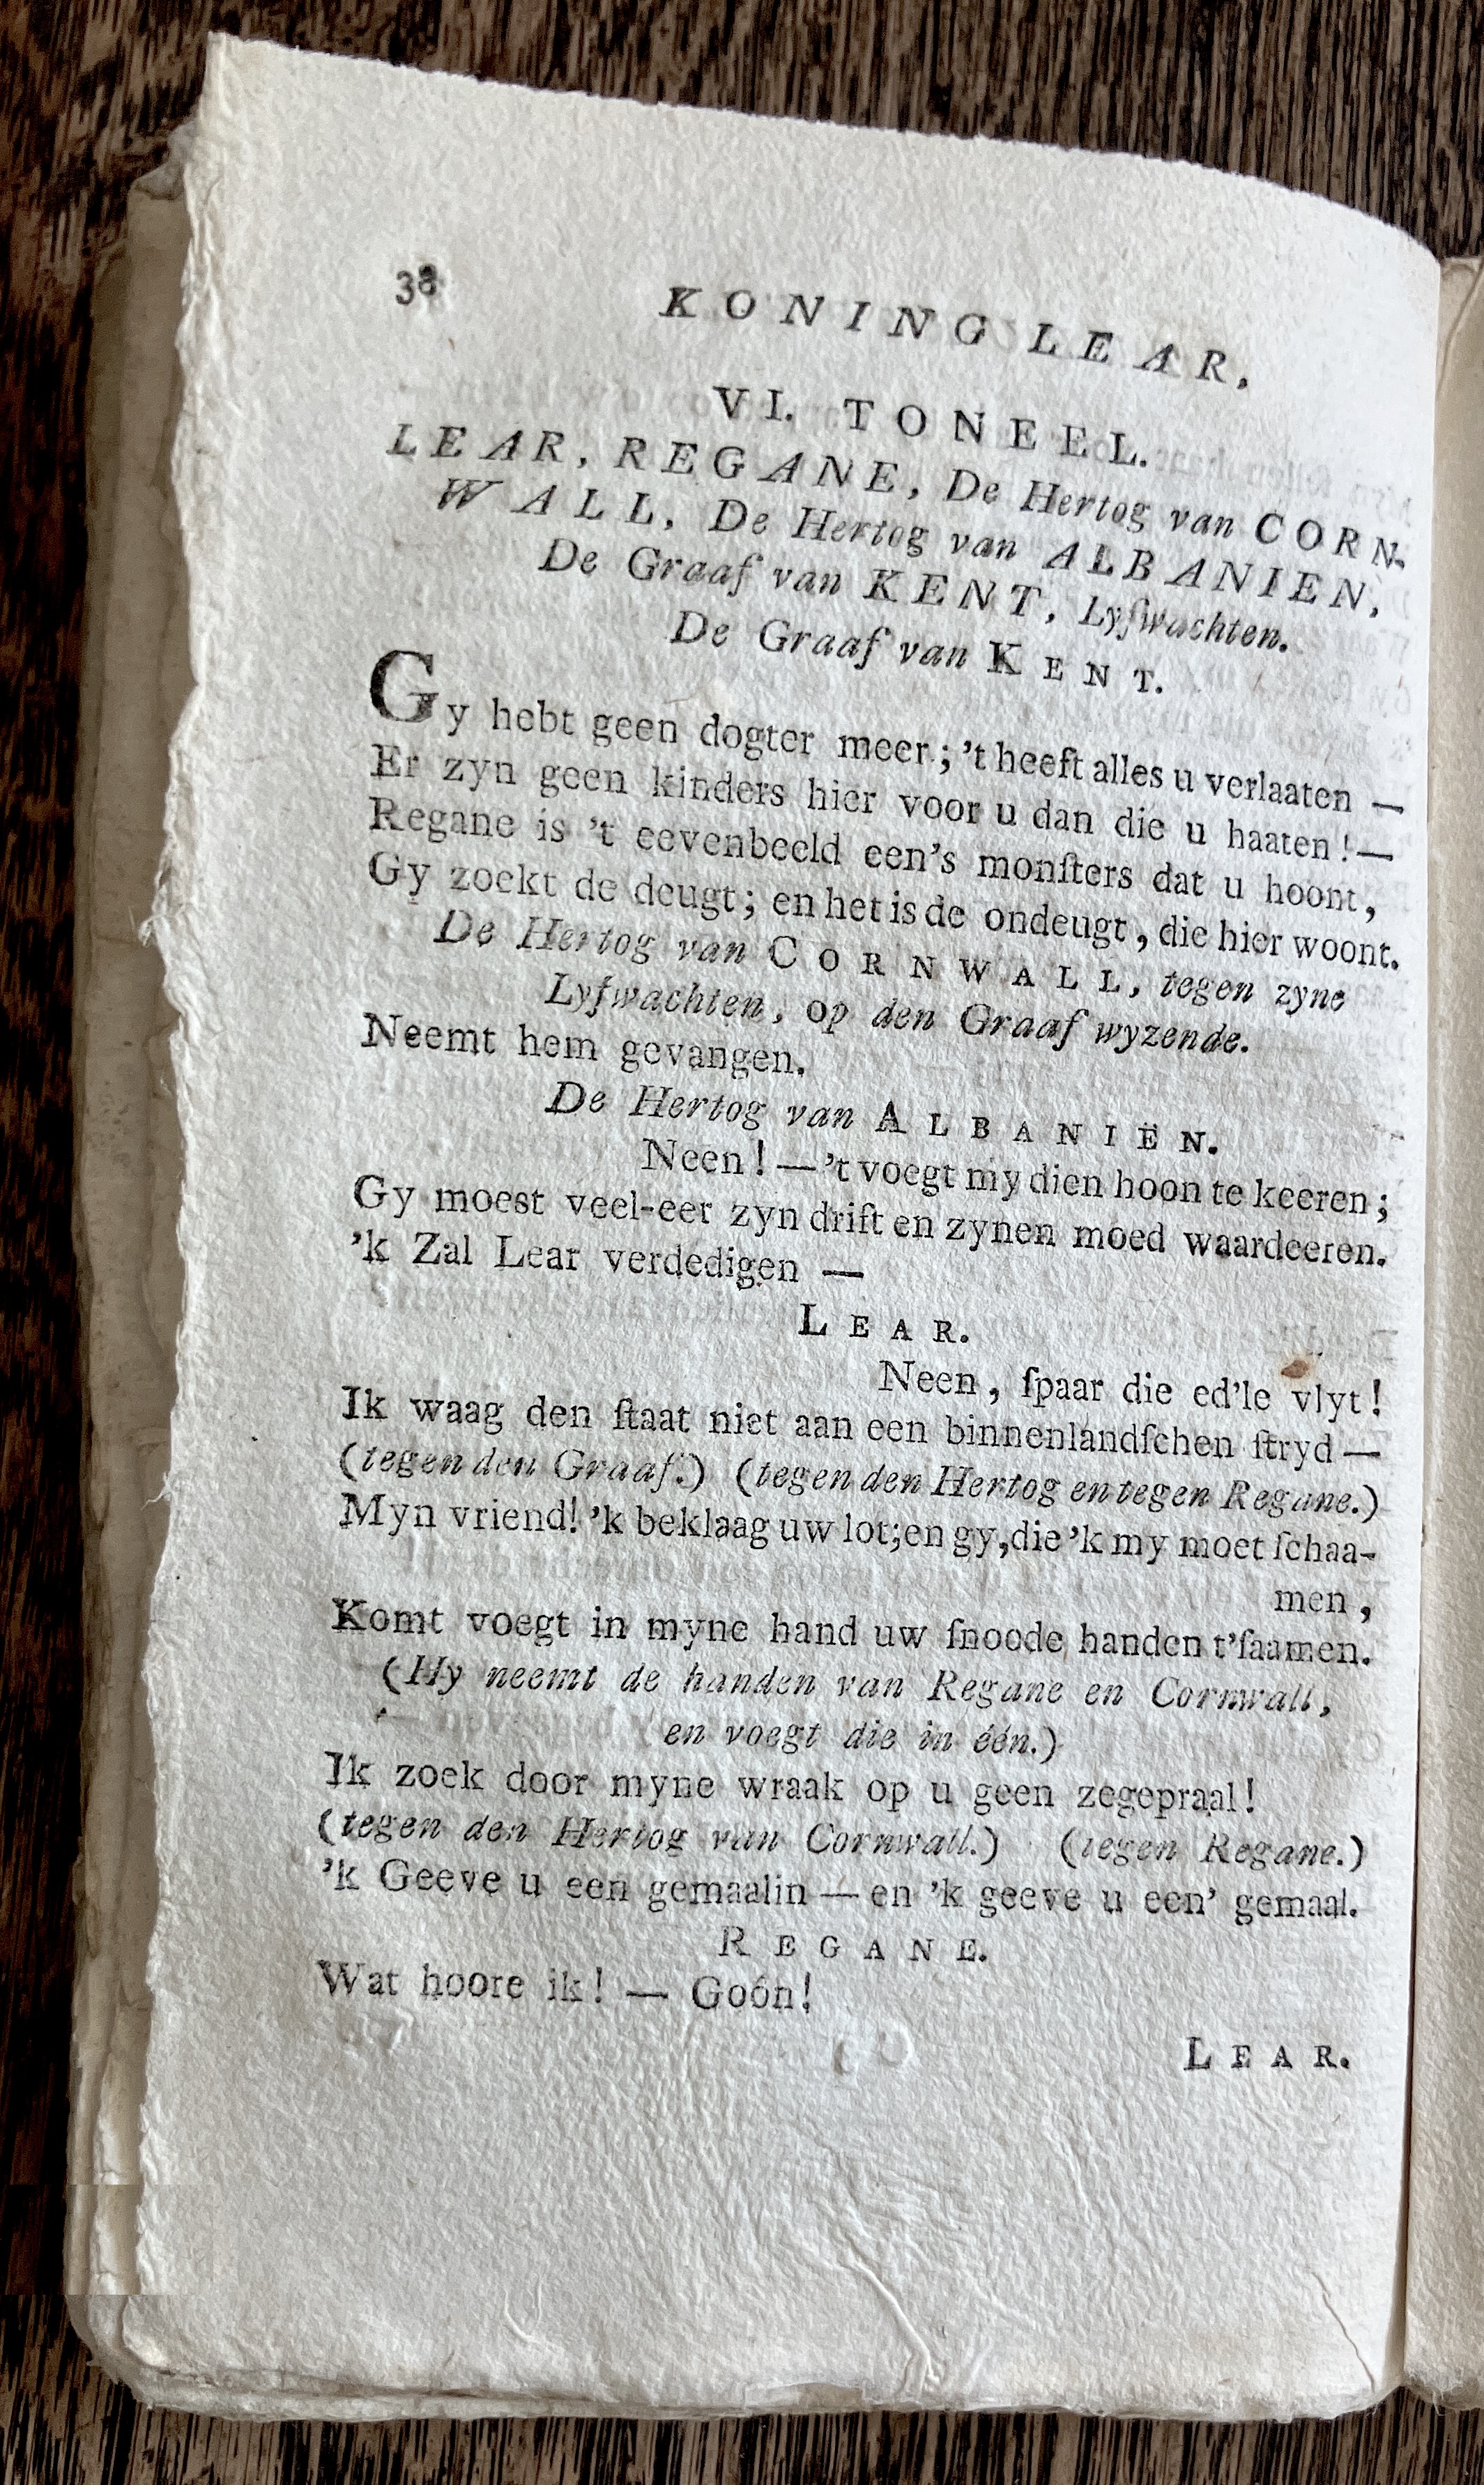 38
KONING LEAR,
VI. TONEEL.
LEAR, REGANE, De Hertog van CORN-
WALL, De Hertog van ALBANIEN,
De Graaf van KENT, Lyfwachten.
De Graaf van KENT.
Gy hebt geen dogter meer; 't heeft alles u verlaaten —
Er zyn geen kinders hier voor u dan die u haaten! —
Regane is 't eevenbeeld een's monſters dat u hoont,
Gy zoekt de deugt; en het is de ondeugt, die hier woont.
De Hertog van CORNWALL, tegen zyne
Lyfwachten, op den Graaf wyzende.
Neemt hem gevangen.
De Hertog van ALBANIËN.
Neen! — 't voegt my dien hoon te keeren;
Gy moest veel-eer zyn drift en zynen moed waardeeren.
'k Zal Lear verdedigen —
LEAR.
Neen, ſpaar die ed'le vlyt!
Ik waag den ſtaat niet aan een binnenlandſchen ſtryd —
(tegen den Graaf.) (tegen den Hertog en tegen Regane.)
Myn vriend! 'k beklaag uw lot; en gy, die 'k my moet ſchaa-
men,
Komt voegt in myne hand uw ſnoode handen t'ſaamen.
(Hy neemt de handen van Regane en Cornwall,
en voegt die in één.)
Ik zoek door myne wraak op u geen zegepraal!
(tegen den Hertog van Cornwall.) (tegen Regane.)
'k Geeve u een gemaalin — en 'k geeve u een' gemaal.
REGANE.
Wat hoore ik! — Goón!
LEAR.